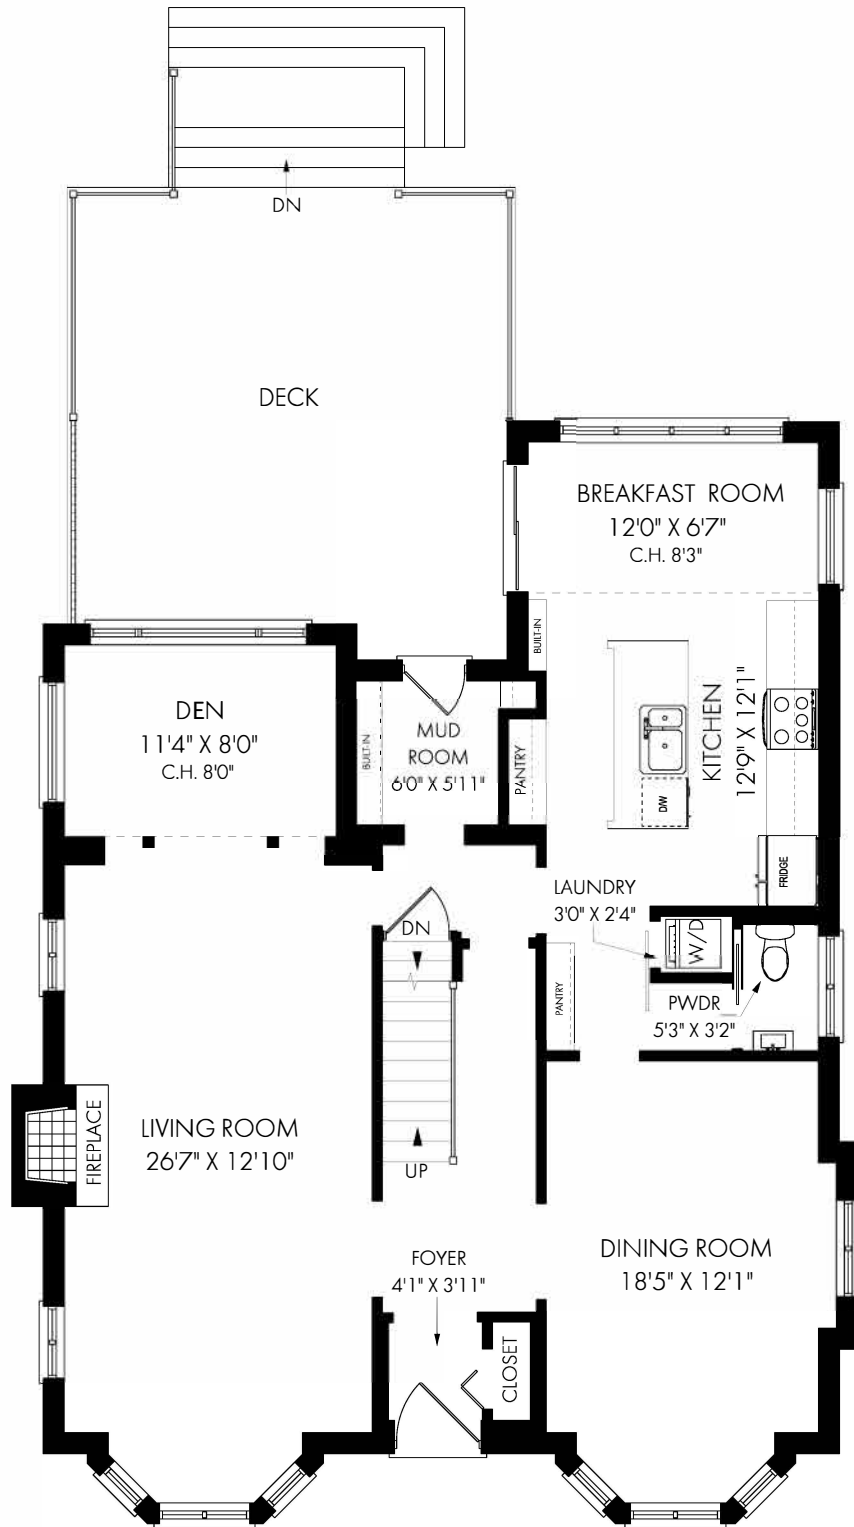 DN
DECK
BREAKFAST ROOM
12'0" X 6'7"
C.H. 8'3"
BUILT-IN
DEN
11'4" X 8'0"
C.H. 8'0"
BUILT-IN
MUD
ROOM
6'0" X 5'11"
PANTRY
KITCHEN
12'9" X 12'1"
D/W
FRIDGE
LAUNDRY
3'0" X 2'4"
W/D
DN
PANTRY
PWDR
5'3" X 3'2"
FIREPLACE
LIVING ROOM
26'7" X 12'10"
UP
FOYER
4'1" X 3'11"
DINING ROOM
18'5" X 12'1"
CLOSET